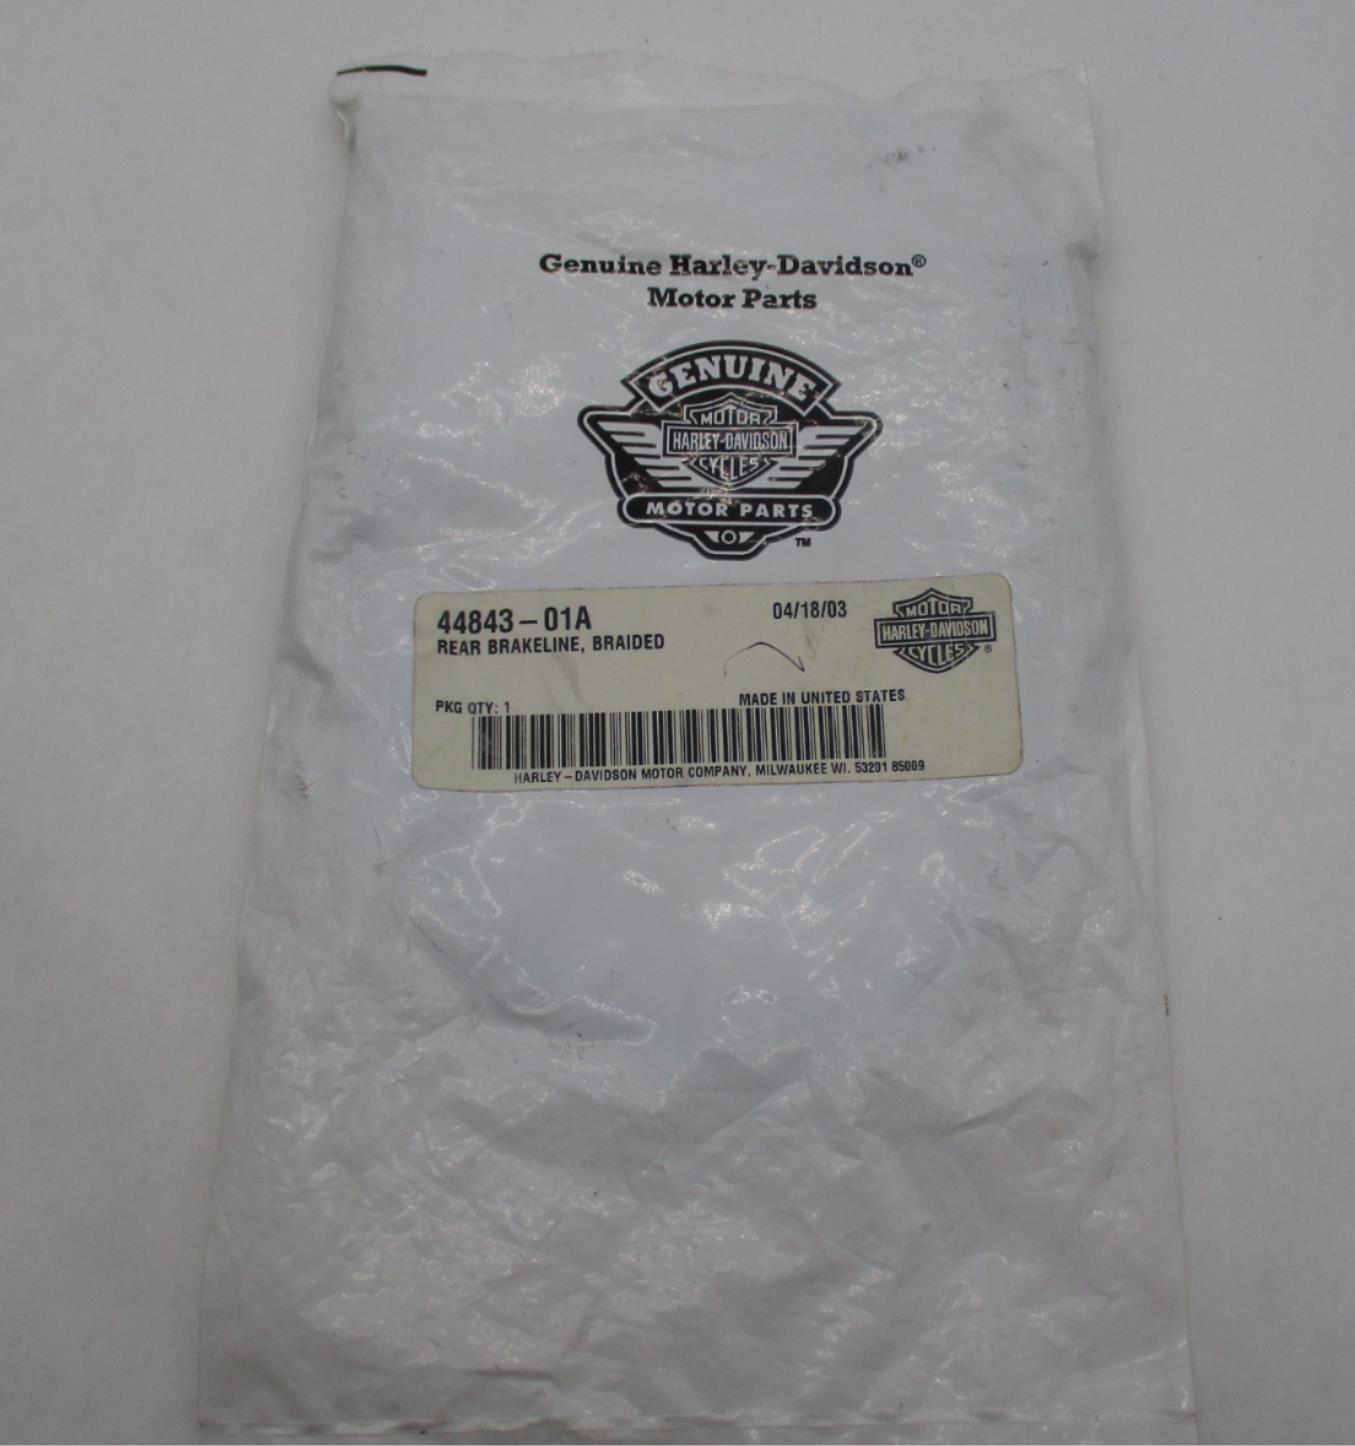 Genuine Harley-Davidson®
Motor Parts
GENUINE
MOTOR
HARLEY-DAVIDSON
CYCLES
MOTOR PARTS
TM
44843-01A
04/18/03
REAR BRAKELINE, BRAIDED
MOTOR
HARLEY-DAVIDSON
CYCLES
®
PKG QTY: 1
MADE IN UNITED STATES
HARLEY-DAVIDSON MOTOR COMPANY, MILWAUKEE WI. 53201 85009